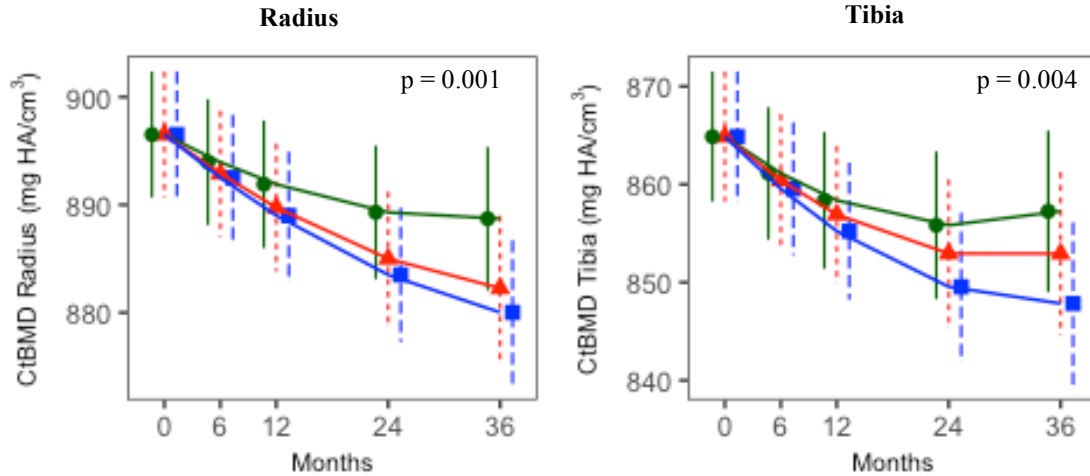 Radius
p = 0.001
CtBMD Radius (mg HA/cm³)
900
890
880
0 6 12 24 36
Months
Tibia
p = 0.004
CtBMD Tibia (mg HA/cm³)
870
860
850
840
0 6 12 24 36
Months